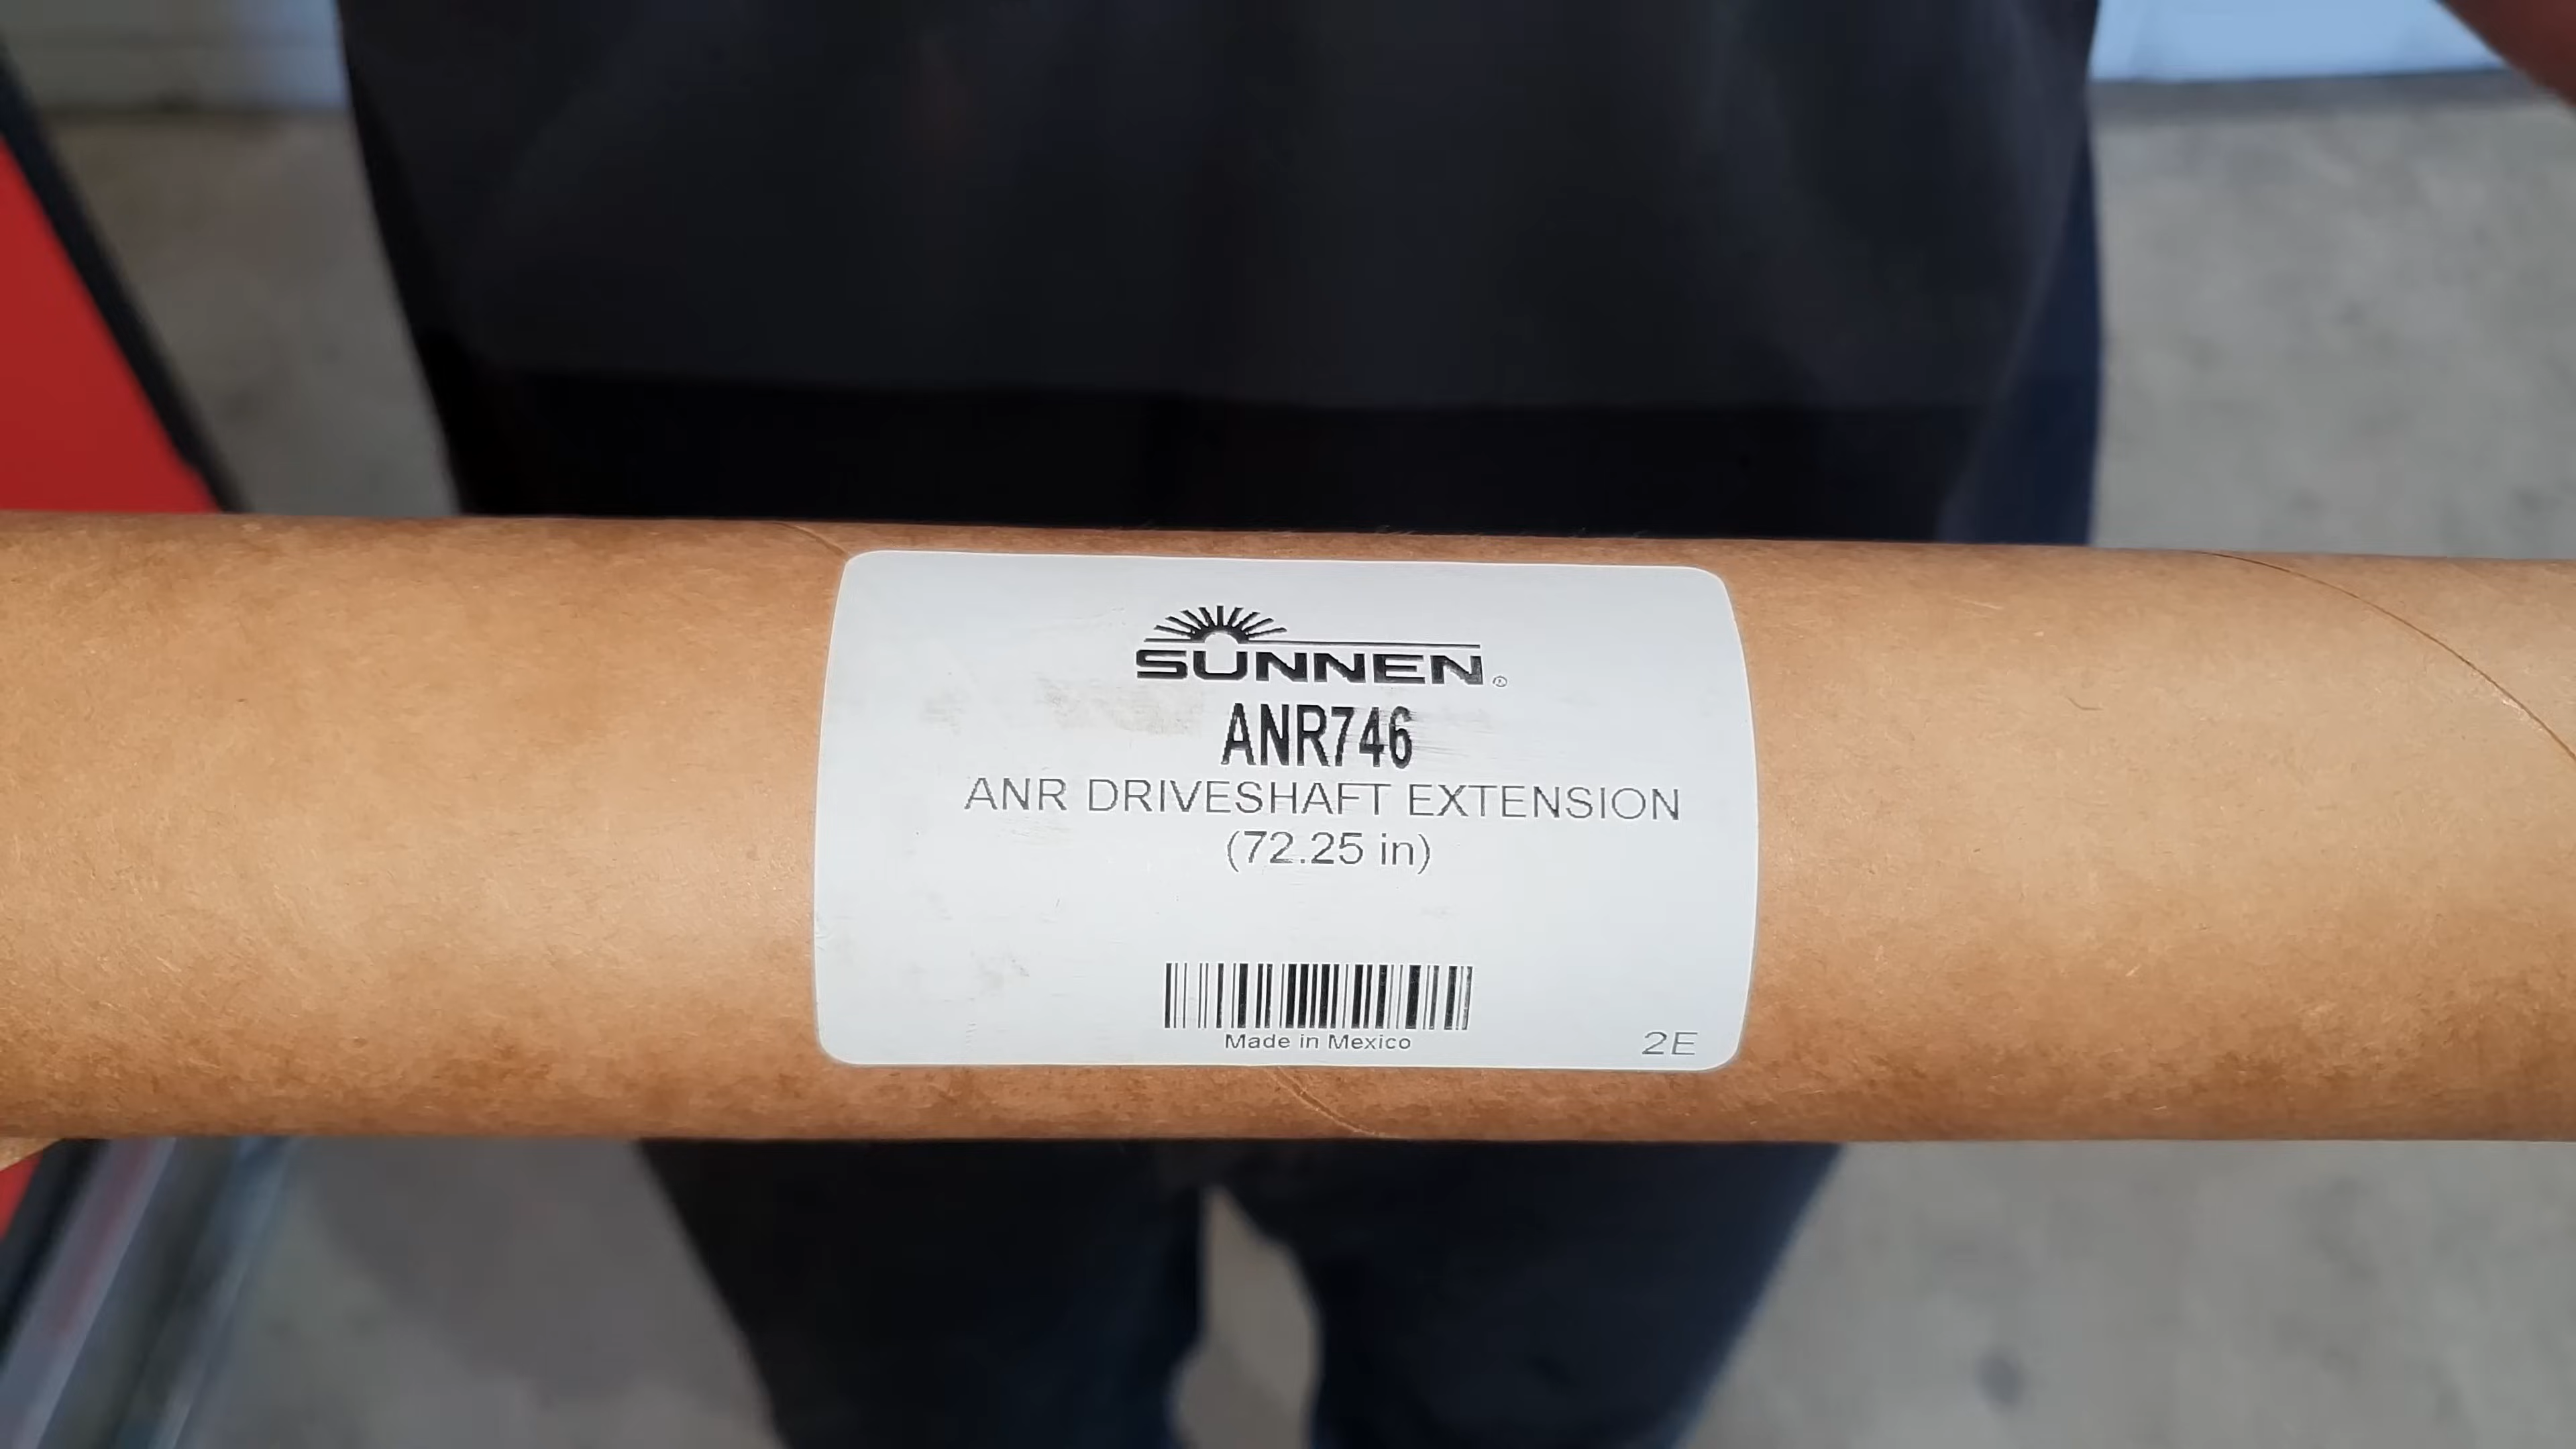 SUNNEN®
ANR746
ANR DRIVESHAFT EXTENSION
(72.25 in)
Made in Mexico
2E